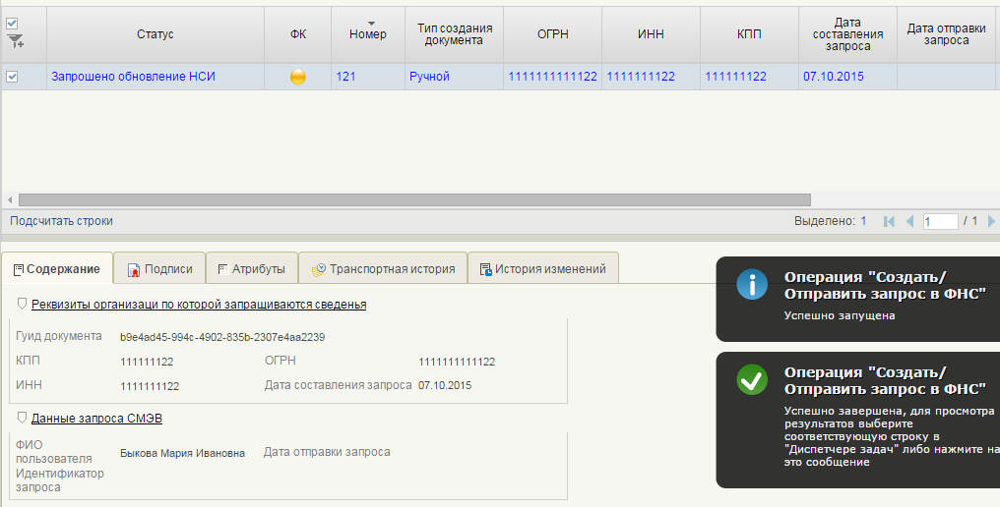 Статус
ФК
Номер
Тип создания
документа
ОГРН
ИНН
КПП
Дата
составления
запроса
Дата отправки
запроса
Запрошено обновление НСИ
121
Ручной
1111111111122
1111111122
111111122
07.10.2015
Подсчитать строки
Выделено: 1
1 / 1
Содержание
Подписи
Атрибуты
Транспортная история
История изменений
Реквизиты организаци по которой запрашиваются сведенья
Гуид документа b9e4ad45-994c-4902-835b-2307e4aa2239
КПП 111111122 ОГРН 1111111111122
ИНН 1111111122 Дата составления запроса 07.10.2015
Данные запроса СМЭВ
ФИО
пользователя
Быкова Мария Ивановна Дата отправки запроса
Идентификатор
запроса
Операция "Создать/
Отправить запрос в ФНС"
Успешно запущена
Операция "Создать/
Отправить запрос в ФНС"
Успешно завершена, для просмотра
результатов выберите
соответствующую строку в
"Диспетчере задач" либо нажмите на
это сообщение